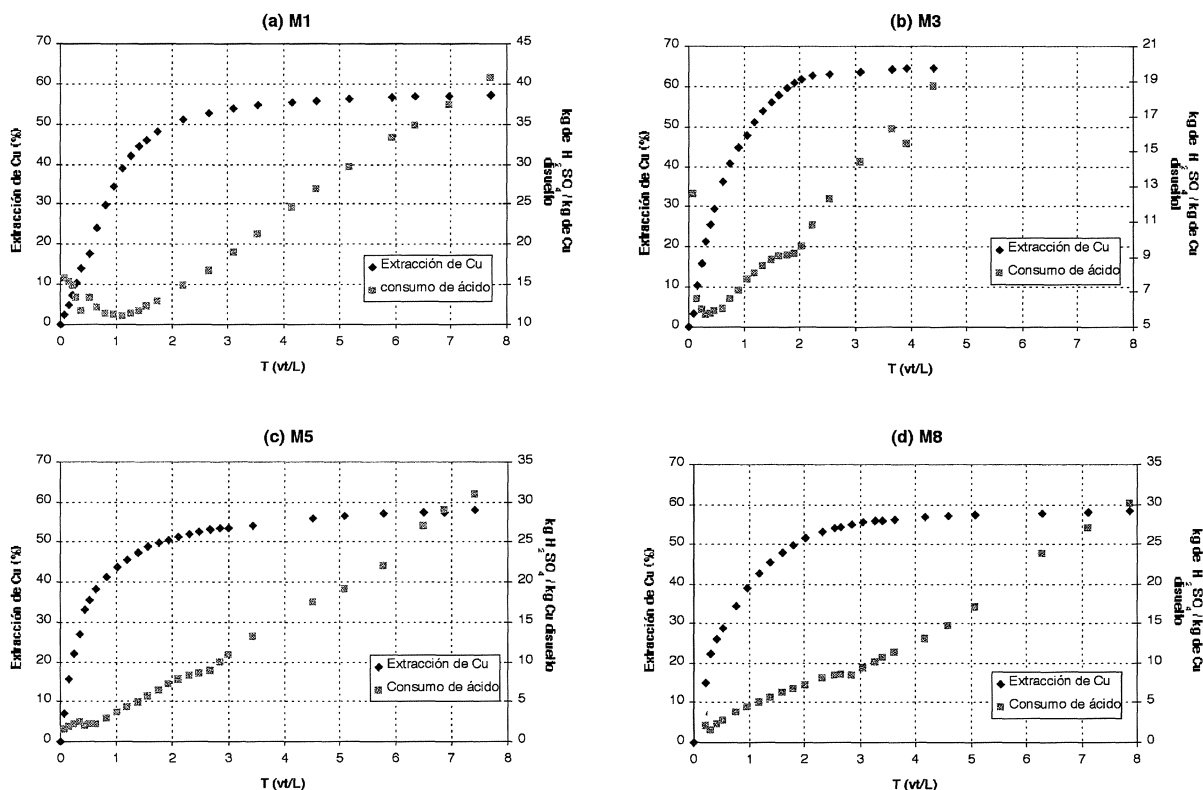 (a) M1
70
60
50
40
30
20
10
0
Extracción de Cu (%)
45
40
35
30
25
20
15
10
kg de H2SO4 / kg de Cu
disuelto
Extracción de Cu
consumo de ácido
0 1 2 3 4 5 6 7 8
T (vt/L)
(b) M3
70
60
50
40
30
20
10
0
Extracción de Cu (%)
21
19
17
15
13
11
9
7
5
kg de H2SO4 / kg de Cu
Extracción de Cu
Consumo de ácido
0 1 2 3 4 5 6 7 8
T (vt/L)
(c) M5
70
60
50
40
30
20
10
0
Extracción de Cu (%)
35
30
25
20
15
10
5
0
kg H2SO4 / kg Cu disuelto
Extracción de Cu
Consumo de ácido
0 1 2 3 4 5 6 7 8
T (vt/L)
(d) M8
70
60
50
40
30
20
10
0
Extracción de Cu (%)
35
30
25
20
15
10
5
0
kg de H2SO4 / kg de Cu
disuelto
Extracción de Cu
Consumo de ácido
0 1 2 3 4 5 6 7 8
T (vt/L)